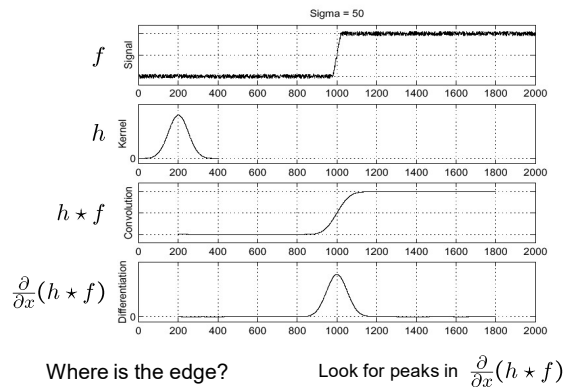 Sigma = 50
f
Signal
0 200 400 600 800 1000 1200 1400 1600 1800 2000
h
Kernel
0
0 200 400 600 800 1000 1200 1400 1600 1800 2000
h ⋆ f
Convolution
0 200 400 600 800 1000 1200 1400 1600 1800 2000
∂/∂x (h ⋆ f)
Differentiation
0
0 200 400 600 800 1000 1200 1400 1600 1800 2000
Where is the edge? Look for peaks in ∂/∂x (h ⋆ f)